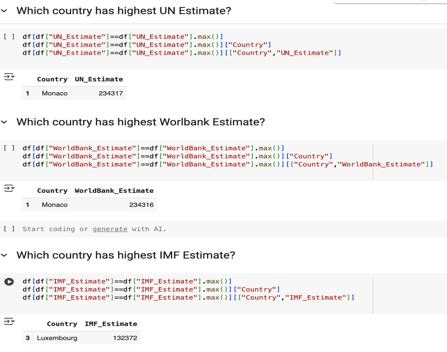 Which country has highest UN Estimate?
[ ] df[df["UN_Estimate"]==df["UN_Estimate"].max()]
df[df["UN_Estimate"]==df["UN_Estimate"].max()]["Country"]
df[df["UN_Estimate"]==df["UN_Estimate"].max()][["Country","UN_Estimate"]]
Country UN_Estimate
1 Monaco 234317
Which country has highest Worlbank Estimate?
[ ] df[df["WorldBank_Estimate"]==df["WorldBank_Estimate"].max()]
df[df["WorldBank_Estimate"]==df["WorldBank_Estimate"].max()]["Country"]
df[df["WorldBank_Estimate"]==df["WorldBank_Estimate"].max()][["Country","WorldBank_Estimate"]]
Country WorldBank_Estimate
1 Monaco 234316
[ ] Start coding or generate with AI.
Which country has highest IMF Estimate?
df[df["IMF_Estimate"]==df["IMF_Estimate"].max()]
df[df["IMF_Estimate"]==df["IMF_Estimate"].max()]["Country"]
df[df["IMF_Estimate"]==df["IMF_Estimate"].max()][["Country","IMF_Estimate"]]
Country IMF_Estimate
3 Luxembourg 132372